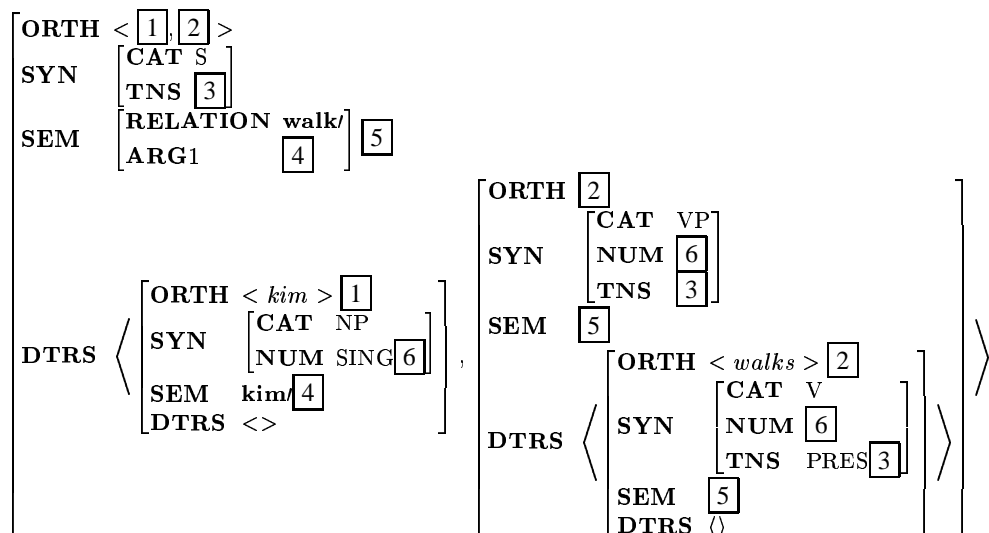 ORTH < 1, 2 >
SYN CAT S
TNS 3
SEM RELATION walk/ 5
ARG1 4
DTRS
ORTH < kim > 1
SYN CAT NP
NUM SING 6
SEM kim/ 4
DTRS <>
,
ORTH 2
SYN CAT VP
NUM 6
TNS 3
SEM 5
DTRS
ORTH < walks > 2
SYN CAT V
NUM 6
TNS PRES 3
SEM 5
DTRS ⟨⟩